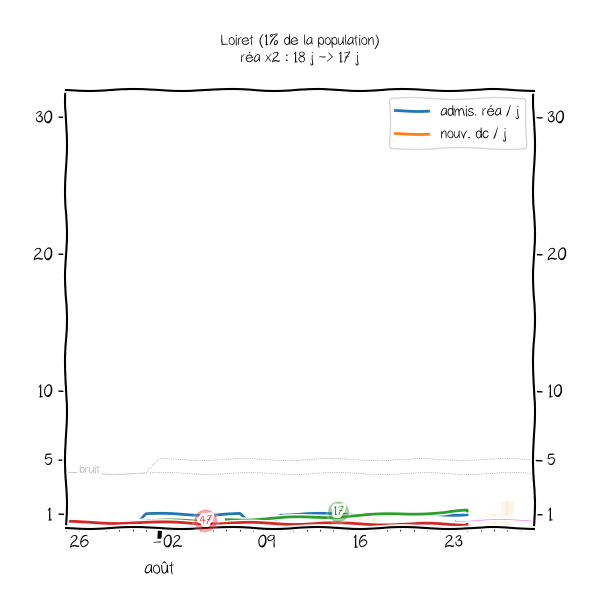 Loiret (1% de la population)
réa x2 : 18 j -> 17 j
admis. réa / j
nouv. dc / j
30
30
20
20
10
10
5
5
bruit
1
1
47
17
26
02
09
16
23
août